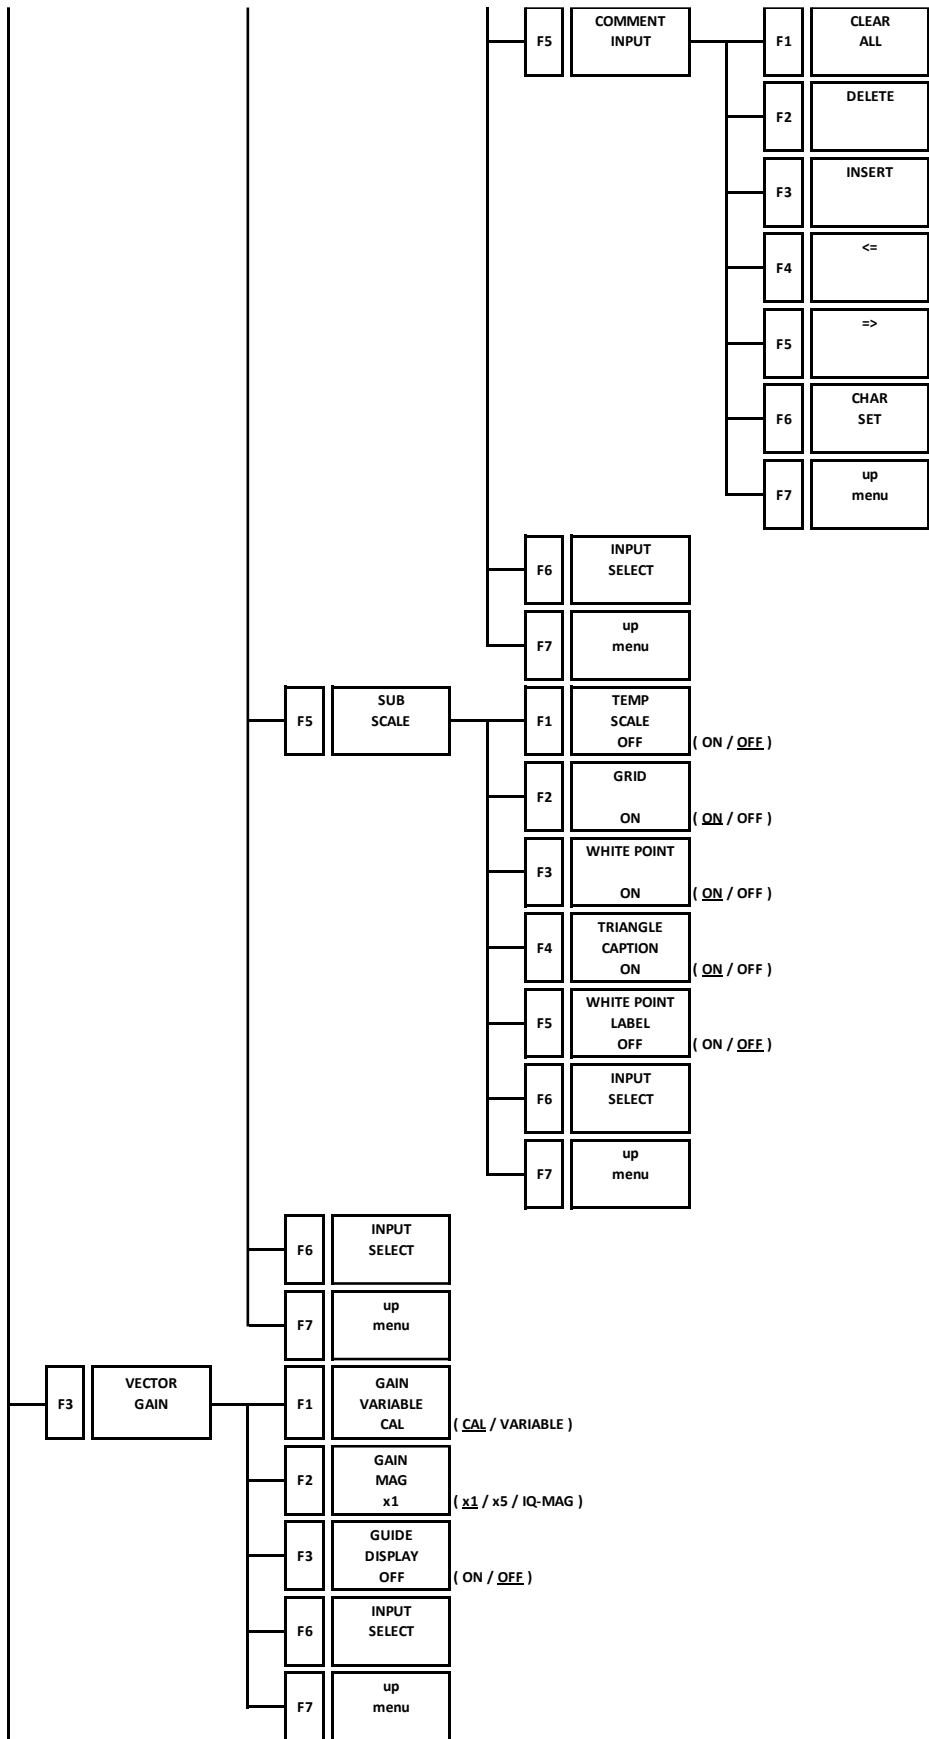 F5
COMMENT
INPUT
F1
CLEAR
ALL
F2
DELETE
F3
INSERT
F4
<=
F5
=>
F6
CHAR
SET
F7
up
menu
F6
INPUT
SELECT
F7
up
menu
F5
SUB
SCALE
F1
TEMP
SCALE
OFF
( ON / OFF )
F2
GRID
ON
( ON / OFF )
F3
WHITE POINT
ON
( ON / OFF )
F4
TRIANGLE
CAPTION
ON
( ON / OFF )
F5
WHITE POINT
LABEL
OFF
( ON / OFF )
F6
INPUT
SELECT
F7
up
menu
F6
INPUT
SELECT
F7
up
menu
F3
VECTOR
GAIN
F1
GAIN
VARIABLE
CAL
( CAL / VARIABLE )
F2
GAIN
MAG
x1
( x1 / x5 / IQ-MAG )
F3
GUIDE
DISPLAY
OFF
( ON / OFF )
F6
INPUT
SELECT
F7
up
menu